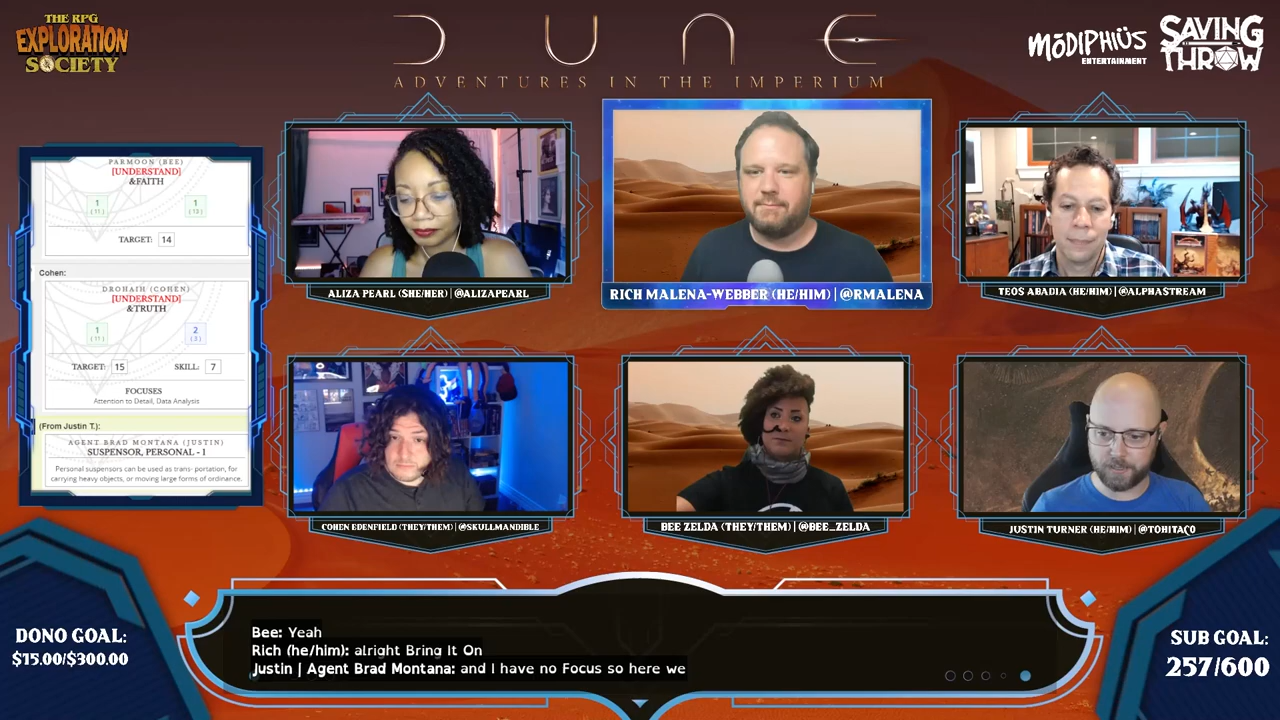 THE RPG
EXPLORATION
SOCIETY
DUNE
ADVENTURES IN THE IMPERIUM
MŌDIPHIÜS
ENTERTAINMENT
SAVING
THROW
PARMOON (BEE)
[UNDERSTAND]
&FAITH
1 1
TARGET: 14
Cohen:
DROHAIH (COHEN)
[UNDERSTAND]
&TRUTH
1 2
TARGET: 15 SKILL: 7
FOCUSES
Attention to Detail, Data Analysis
(From Justin T.):
AGENT BRAD MONTANA (JUSTIN)
SUSPENSOR, PERSONAL - 1
Personal suspensors can be used as trans- portation, for
carrying heavy objects, or moving large forms of ordinance.
ALIZA PEARL (SHE/HER) | @ALIZAPEARL
RICH MALENA-WEBBER (HE/HIM) | @RMALENA
TEOS ABADIA (HE/HIM) | @ALPHASTREAM
COHEN EDENFIELD (THEY/THEM) | @SKULLMANDIBLE
BEE ZELDA (THEY/THEM) | @BEE_ZELDA
JUSTIN TURNER (HE/HIM) | @TOHITACO
DONO GOAL:
$15.00/$300.00
Bee: Yeah
Rich (he/him): alright Bring It On
Justin | Agent Brad Montana: and I have no Focus so here we
SUB GOAL:
257/600